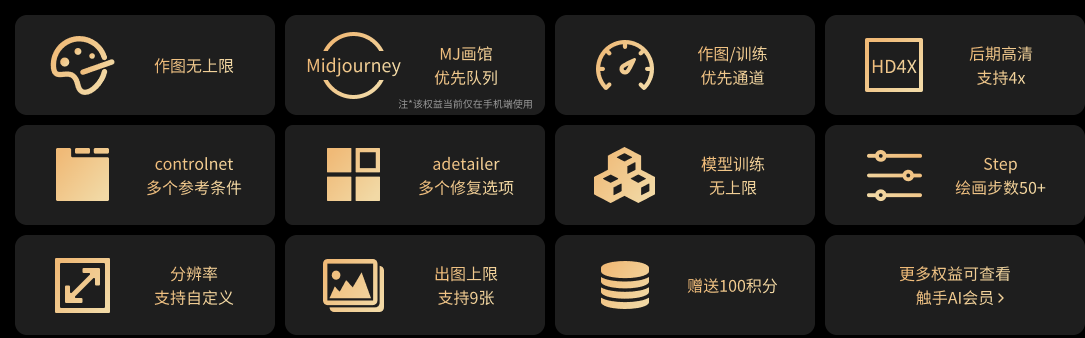 作图无上限
Midjourney
MJ画馆
优先队列
注*该权益当前仅在手机端使用
作图/训练
优先通道
HD4X
后期高清
支持4x
controlnet
多个参考条件
adetailer
多个修复选项
模型训练
无上限
Step
绘画步数50+
分辨率
支持自定义
出图上限
支持9张
赠送100积分
更多权益可查看
触手AI会员>